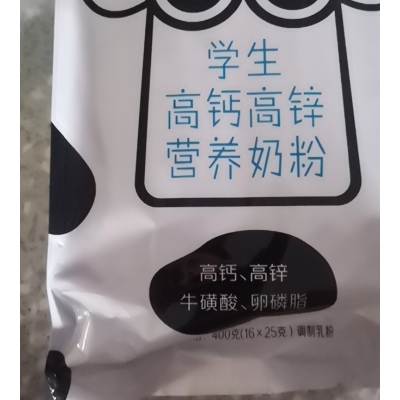 学生
高钙高锌
营养奶粉
高钙、高锌
牛磺酸、卵磷脂
400克(16×25克) 调制乳粉